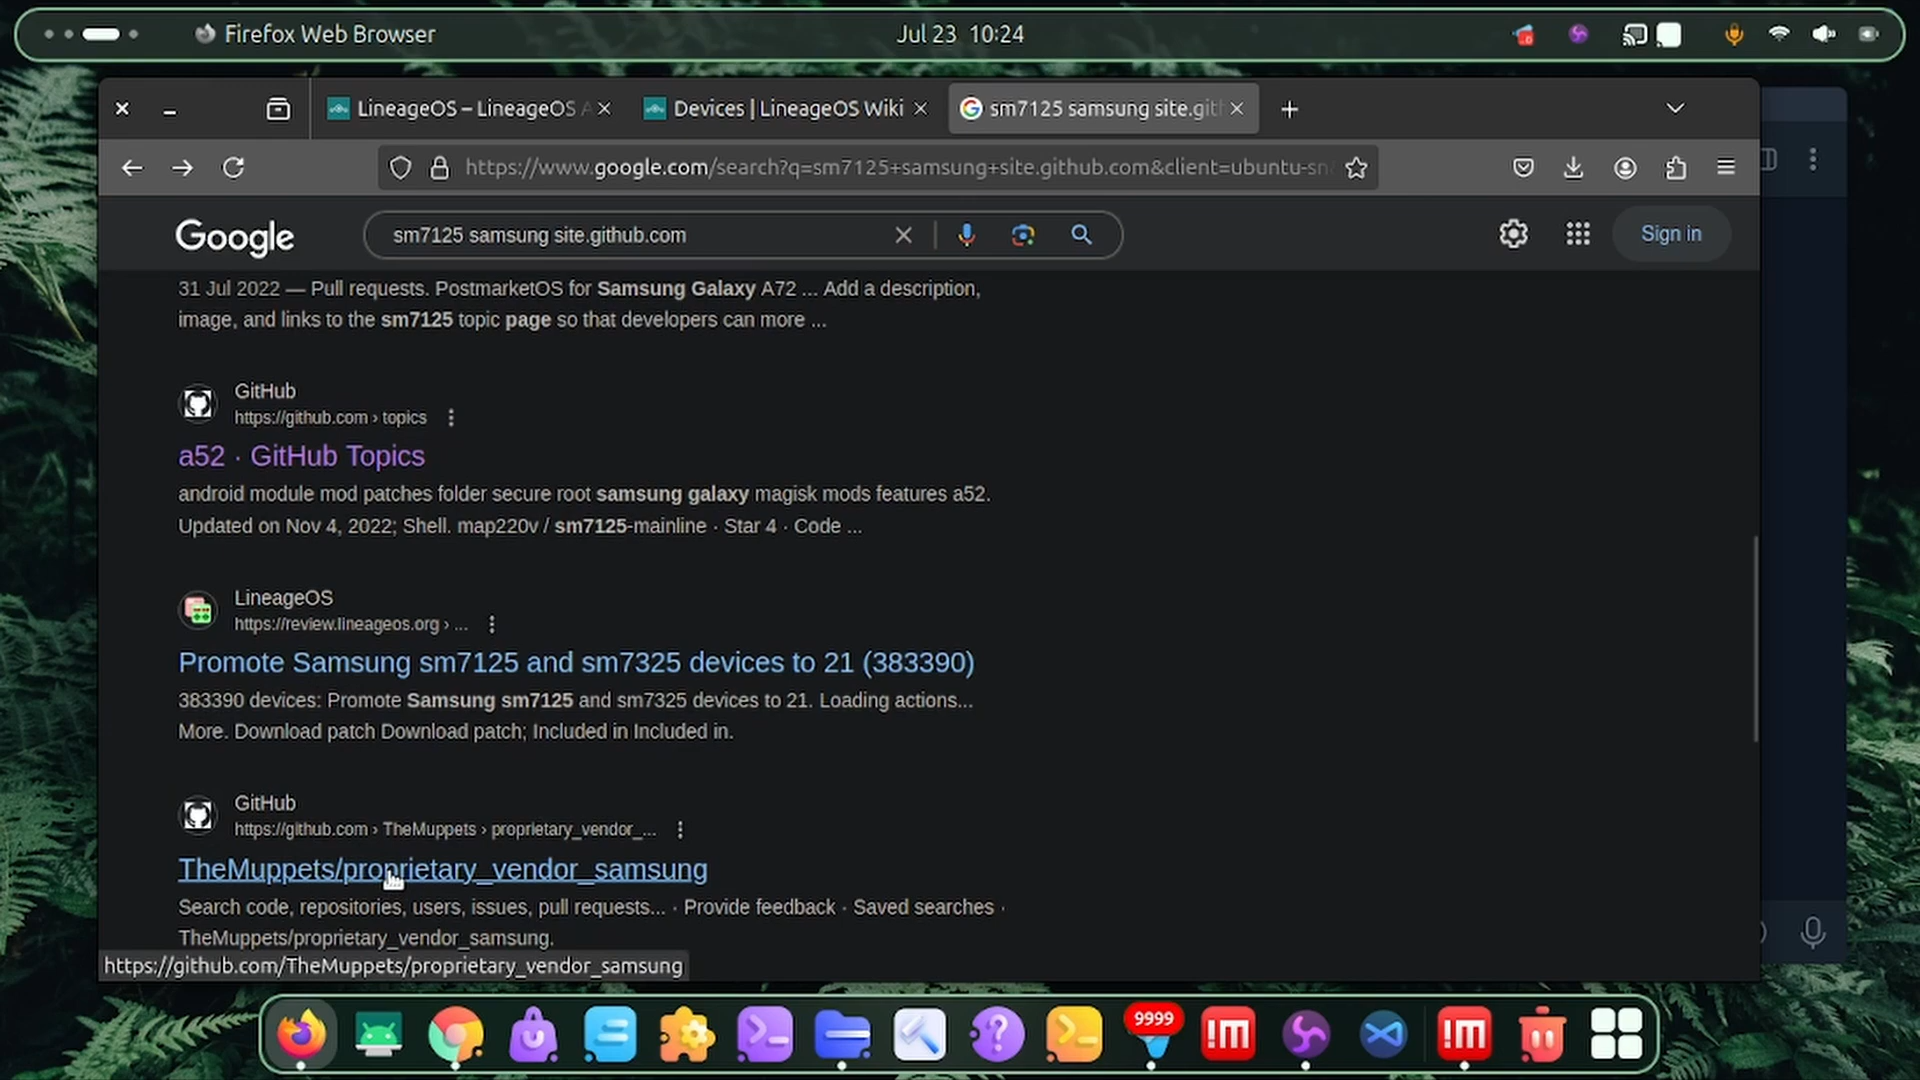 Firefox Web Browser
Jul 23 10:24
LineageOS – LineageOS A
Devices | LineageOS Wiki
sm7125 samsung site.git
https://www.google.com/search?q=sm7125+samsung+site.github.com&client=ubuntu-sn
Google
sm7125 samsung site.github.com
Sign in
31 Jul 2022 — Pull requests. PostmarketOS for Samsung Galaxy A72 ... Add a description,
image, and links to the sm7125 topic page so that developers can more ...
GitHub
https://github.com › topics
a52 · GitHub Topics
android module mod patches folder secure root samsung galaxy magisk mods features a52.
Updated on Nov 4, 2022; Shell. map220v / sm7125-mainline · Star 4 · Code ...
LineageOS
https://review.lineageos.org › ...
Promote Samsung sm7125 and sm7325 devices to 21 (383390)
383390 devices: Promote Samsung sm7125 and sm7325 devices to 21. Loading actions...
More. Download patch Download patch; Included in Included in.
GitHub
https://github.com › TheMuppets › proprietary_vendor_...
TheMuppets/proprietary_vendor_samsung
Search code, repositories, users, issues, pull requests... · Provide feedback · Saved searches ·
TheMuppets/proprietary_vendor_samsung.
https://github.com/TheMuppets/proprietary_vendor_samsung
9999
!M
!M